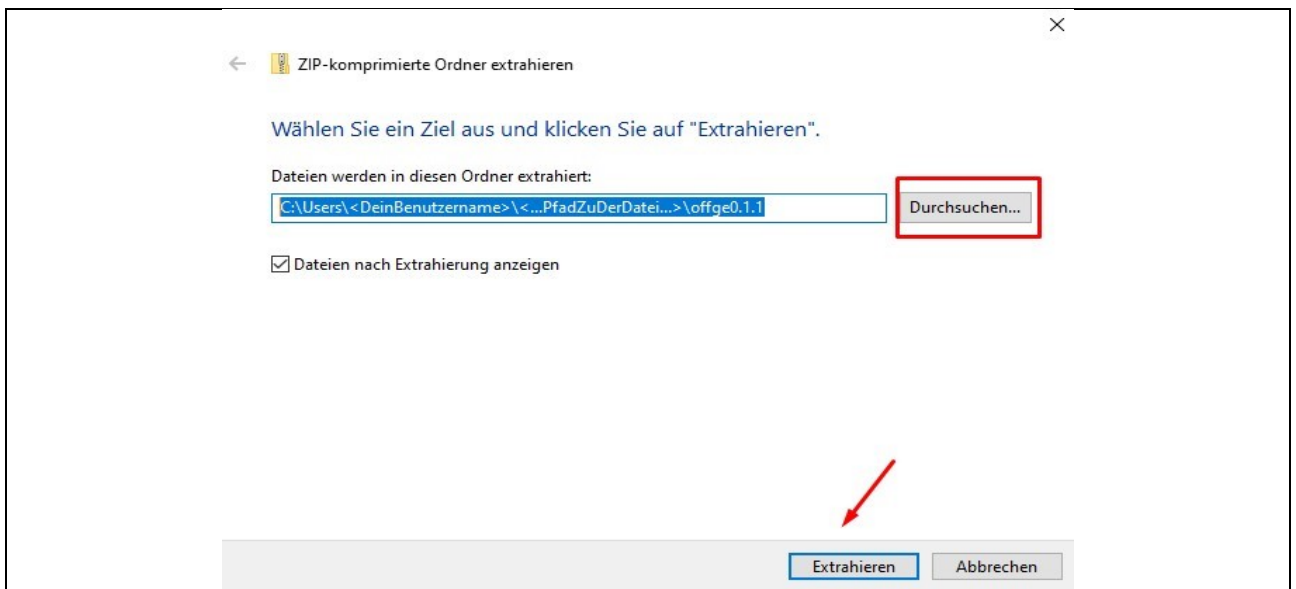 ZIP-komprimierte Ordner extrahieren
Wählen Sie ein Ziel aus und klicken Sie auf "Extrahieren".
Dateien werden in diesen Ordner extrahiert:
C:\Users\<DeinBenutzername>\<...PfadZuDerDatei...>\offge0.1.1
Durchsuchen...
Dateien nach Extrahierung anzeigen
Extrahieren
Abbrechen